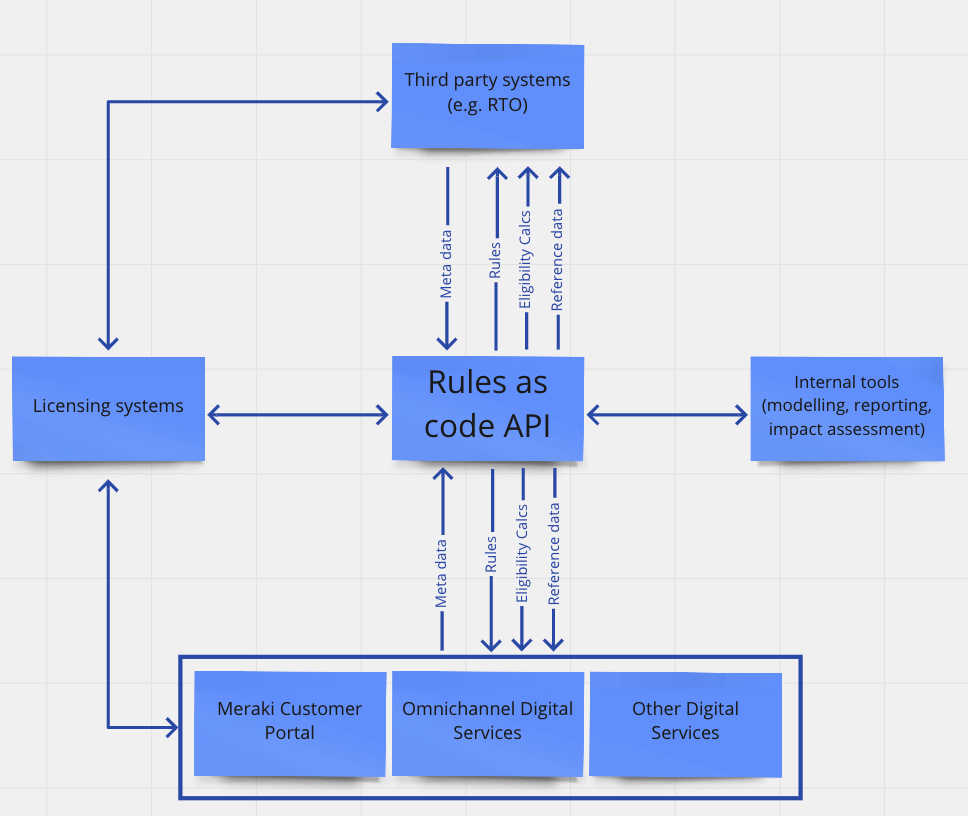 Third party systems
(e.g. RTO)
Meta data
Rules
Eligibility Calcs
Reference data
Licensing systems
Rules as
code API
Internal tools
(modelling, reporting,
impact assessment)
Meta data
Rules
Eligibility Calcs
Reference data
Meraki Customer
Portal
Omnichannel Digital
Services
Other Digital
Services